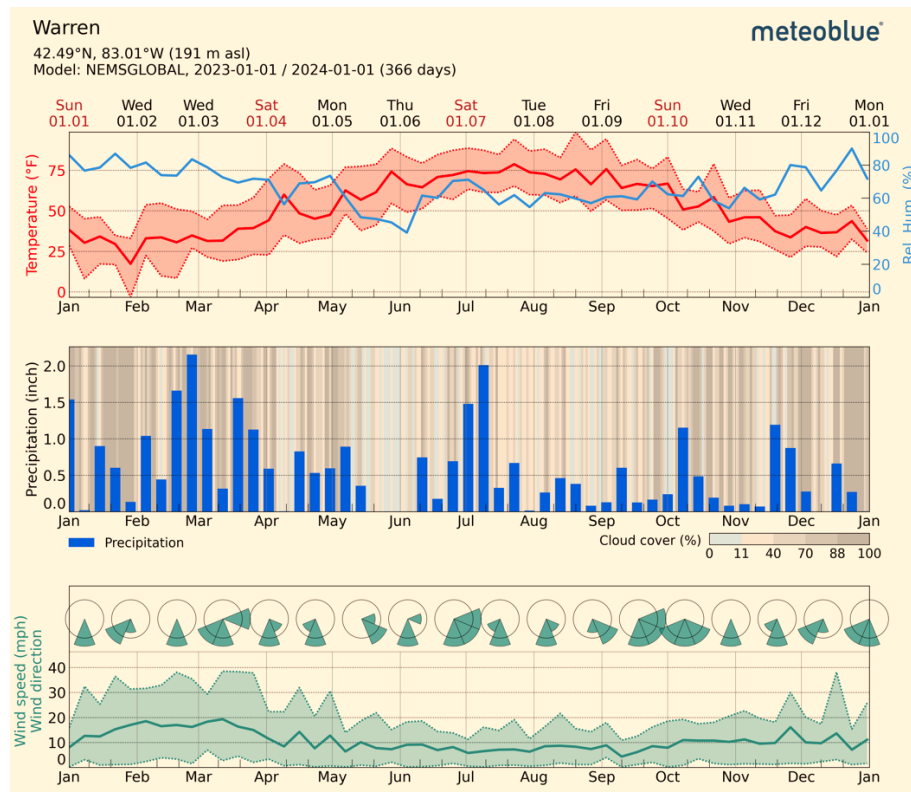 Warren
meteoblue
42.49°N, 83.01°W (191 m asl)
Model: NEMSGLOBAL, 2023-01-01 / 2024-01-01 (366 days)
Sun Wed Wed Sat Mon Thu Sat Tue Fri Sun Wed Fri Mon
01.01 01.02 01.03 01.04 01.05 01.06 01.07 01.08 01.09 01.10 01.11 01.12 01.01
Temperature (°F)
75
50
25
0
100
80
60
40
20
0
Rel. Hum. (%)
Jan Feb Mar Apr May Jun Jul Aug Sep Oct Nov Dec Jan
Precipitation (inch)
2.0
1.5
1.0
0.5
0.0
Jan Feb Mar Apr May Jun Jul Aug Sep Oct Nov Dec Jan
Precipitation
Cloud cover (%)
0 11 40 70 88 100
Wind speed (mph)
Wind direction
40
30
20
10
0
Jan Feb Mar Apr May Jun Jul Aug Sep Oct Nov Dec Jan